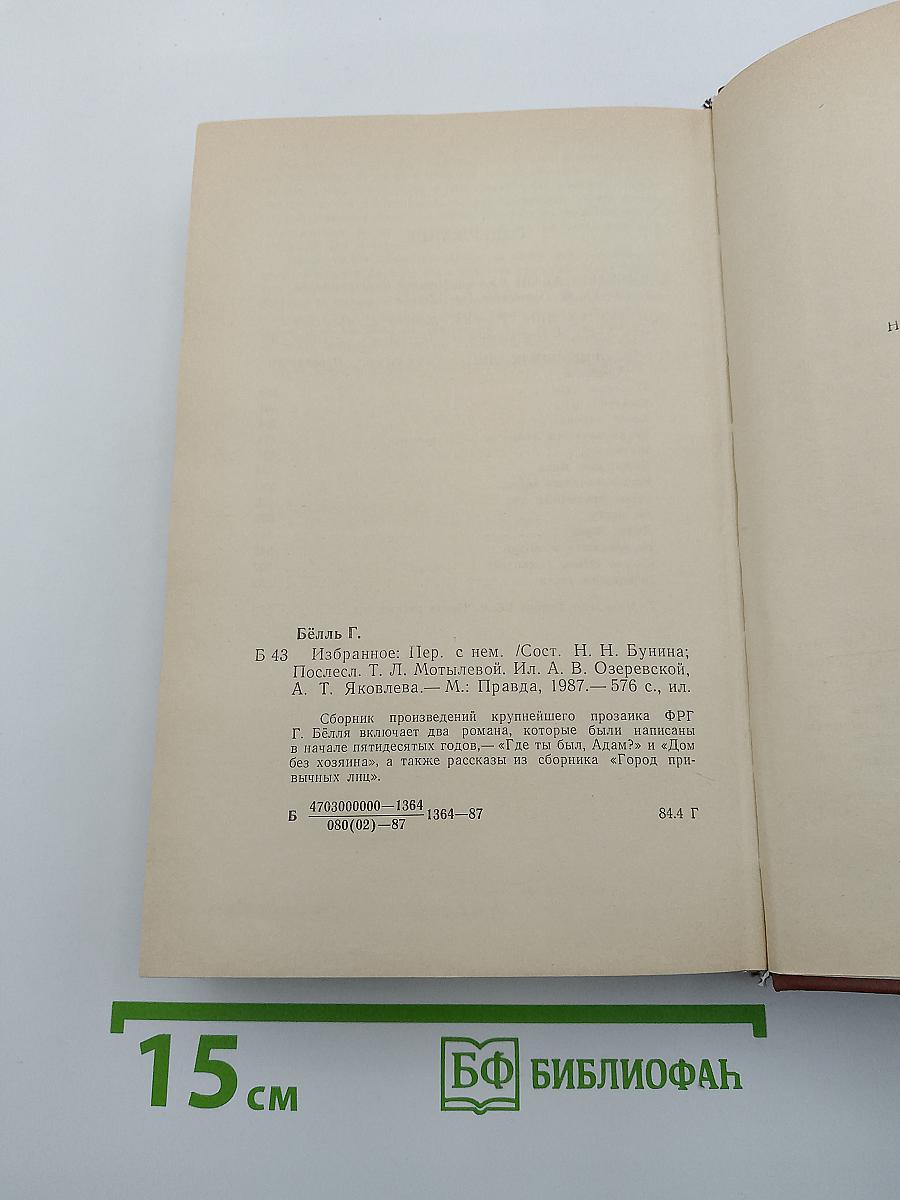 Бёлль Г.
Б 43 Избранное: Пер. с нем. /Сост. Н. Н. Бунина;
Послесл. Т. Л. Мотылевой. Ил. А. В. Озеревской,
А. Т. Яковлева.— М.: Правда, 1987.— 576 с., ил.
Сборник произведений крупнейшего прозаика ФРГ
Г. Бёлля включает два романа, которые были написаны
в начале пятидесятых годов,— «Где ты был, Адам?» и «Дом
без хозяина», а также рассказы из сборника «Город при-
вычных лиц».
4703000000—1364
Б 1364—87 84.4 Г
080(02)—87
Н
15 см
БФ БИБЛИОФАН